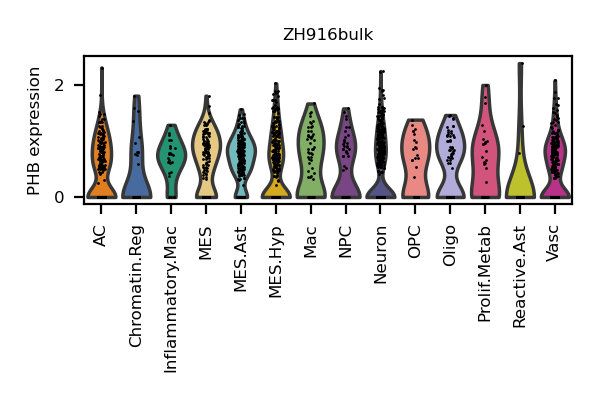 ZH916bulk
PHB expression
2
0
AC
Chromatin.Reg
Inflammatory.Mac
MES
MES.Ast
MES.Hyp
Mac
NPC
Neuron
OPC
Oligo
Prolif.Metab
Reactive.Ast
Vasc